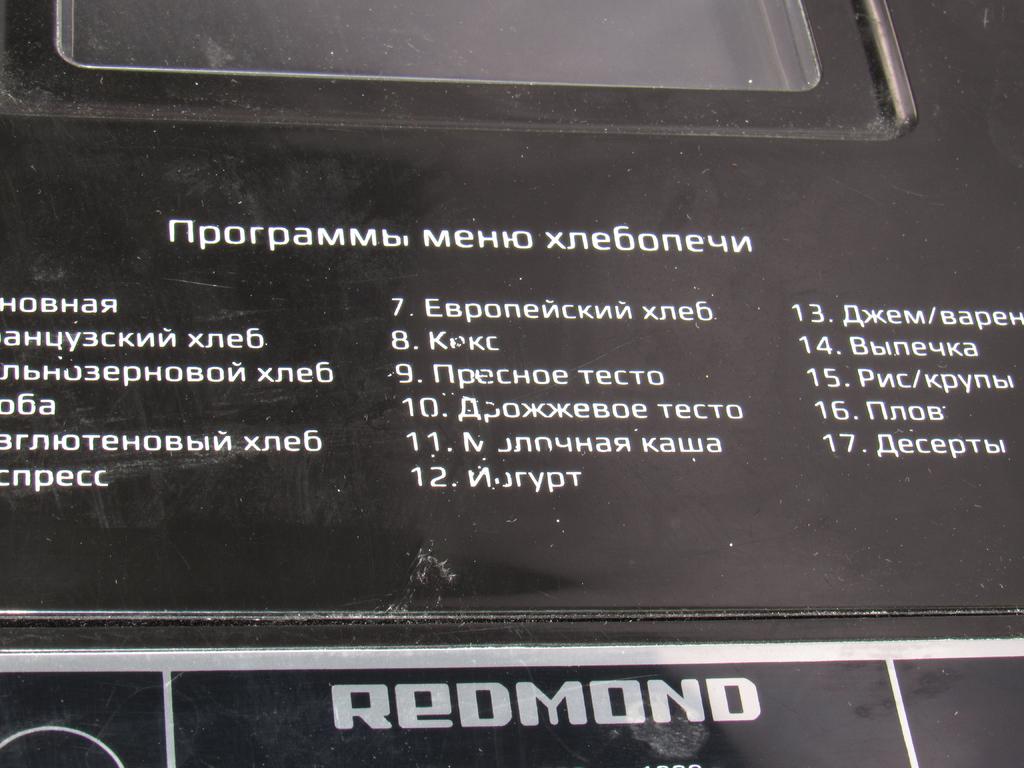 Программы меню хлебопечи
новная
анцузский хлеб
льнозерновой хлеб
оба
зглютеновый хлеб
спресс
7. Европейский хлеб
8. Кекс
9. Пресное тесто
10. Дрожжевое тесто
11. Молочная каша
12. Йогурт
13. Джем/варен
14. Выпечка
15. Рис/крупы
16. Плов
17. Десерты
REDMOND